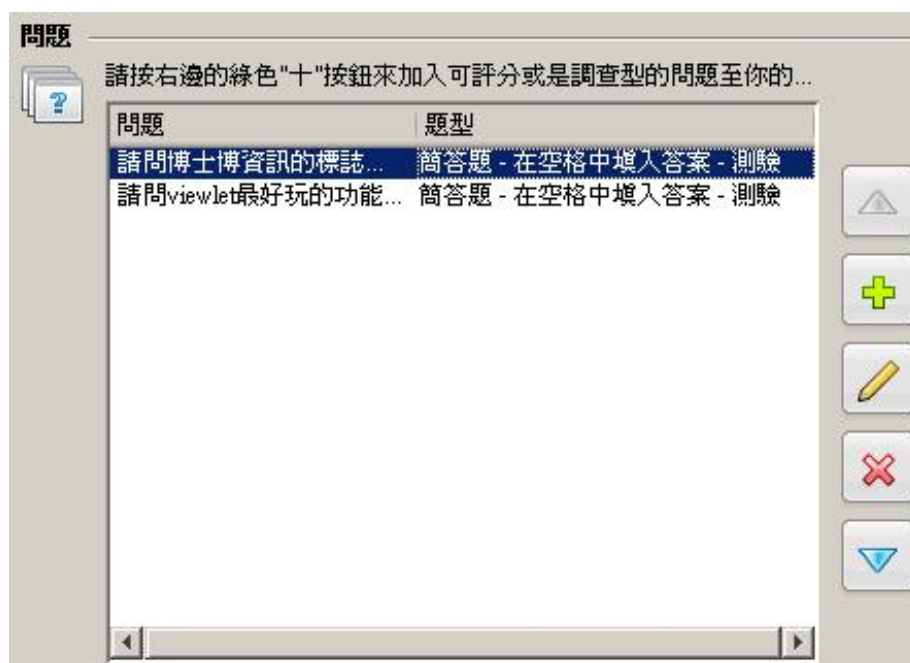 問題
請按右邊的綠色"十"按鈕來加入可評分或是調查型的問題至你的...
問題 題型
請問博士博資訊的標誌... 簡答題 - 在空格中填入答案 - 測驗
請問viewlet最好玩的功能... 簡答題 - 在空格中填入答案 - 測驗